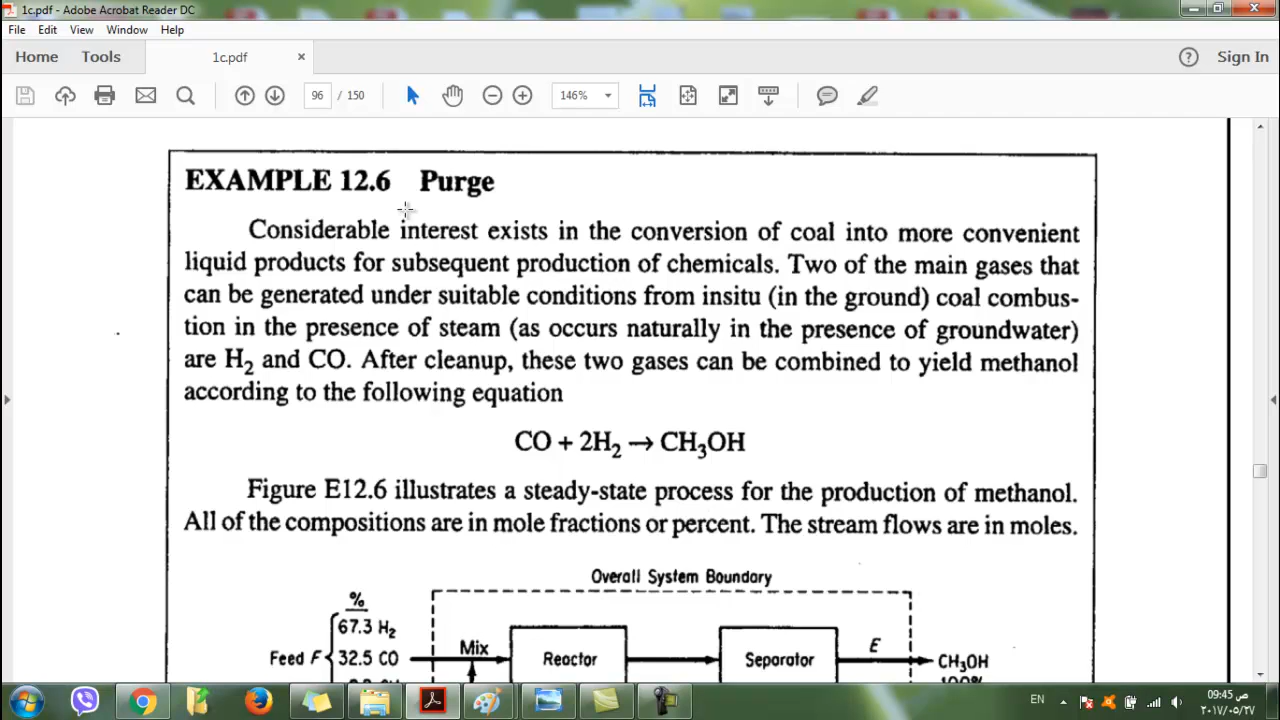 1c.pdf - Adobe Acrobat Reader DC
File Edit View Window Help
Home Tools 1c.pdf × ? Sign In
96 / 150 146%
EXAMPLE 12.6 Purge
Considerable interest exists in the conversion of coal into more convenient
liquid products for subsequent production of chemicals. Two of the main gases that
can be generated under suitable conditions from insitu (in the ground) coal combus-
tion in the presence of steam (as occurs naturally in the presence of groundwater)
are H₂ and CO. After cleanup, these two gases can be combined to yield methanol
according to the following equation
CO + 2H₂ → CH₃OH
Figure E12.6 illustrates a steady-state process for the production of methanol.
All of the compositions are in mole fractions or percent. The stream flows are in moles.
Overall System Boundary
%
67.3 H₂
Feed F 32.5 CO
Mix
Reactor
Separator
E
CH₃OH
100%
EN
09:45 ص
٢٠١٧/٠٥/٢٧